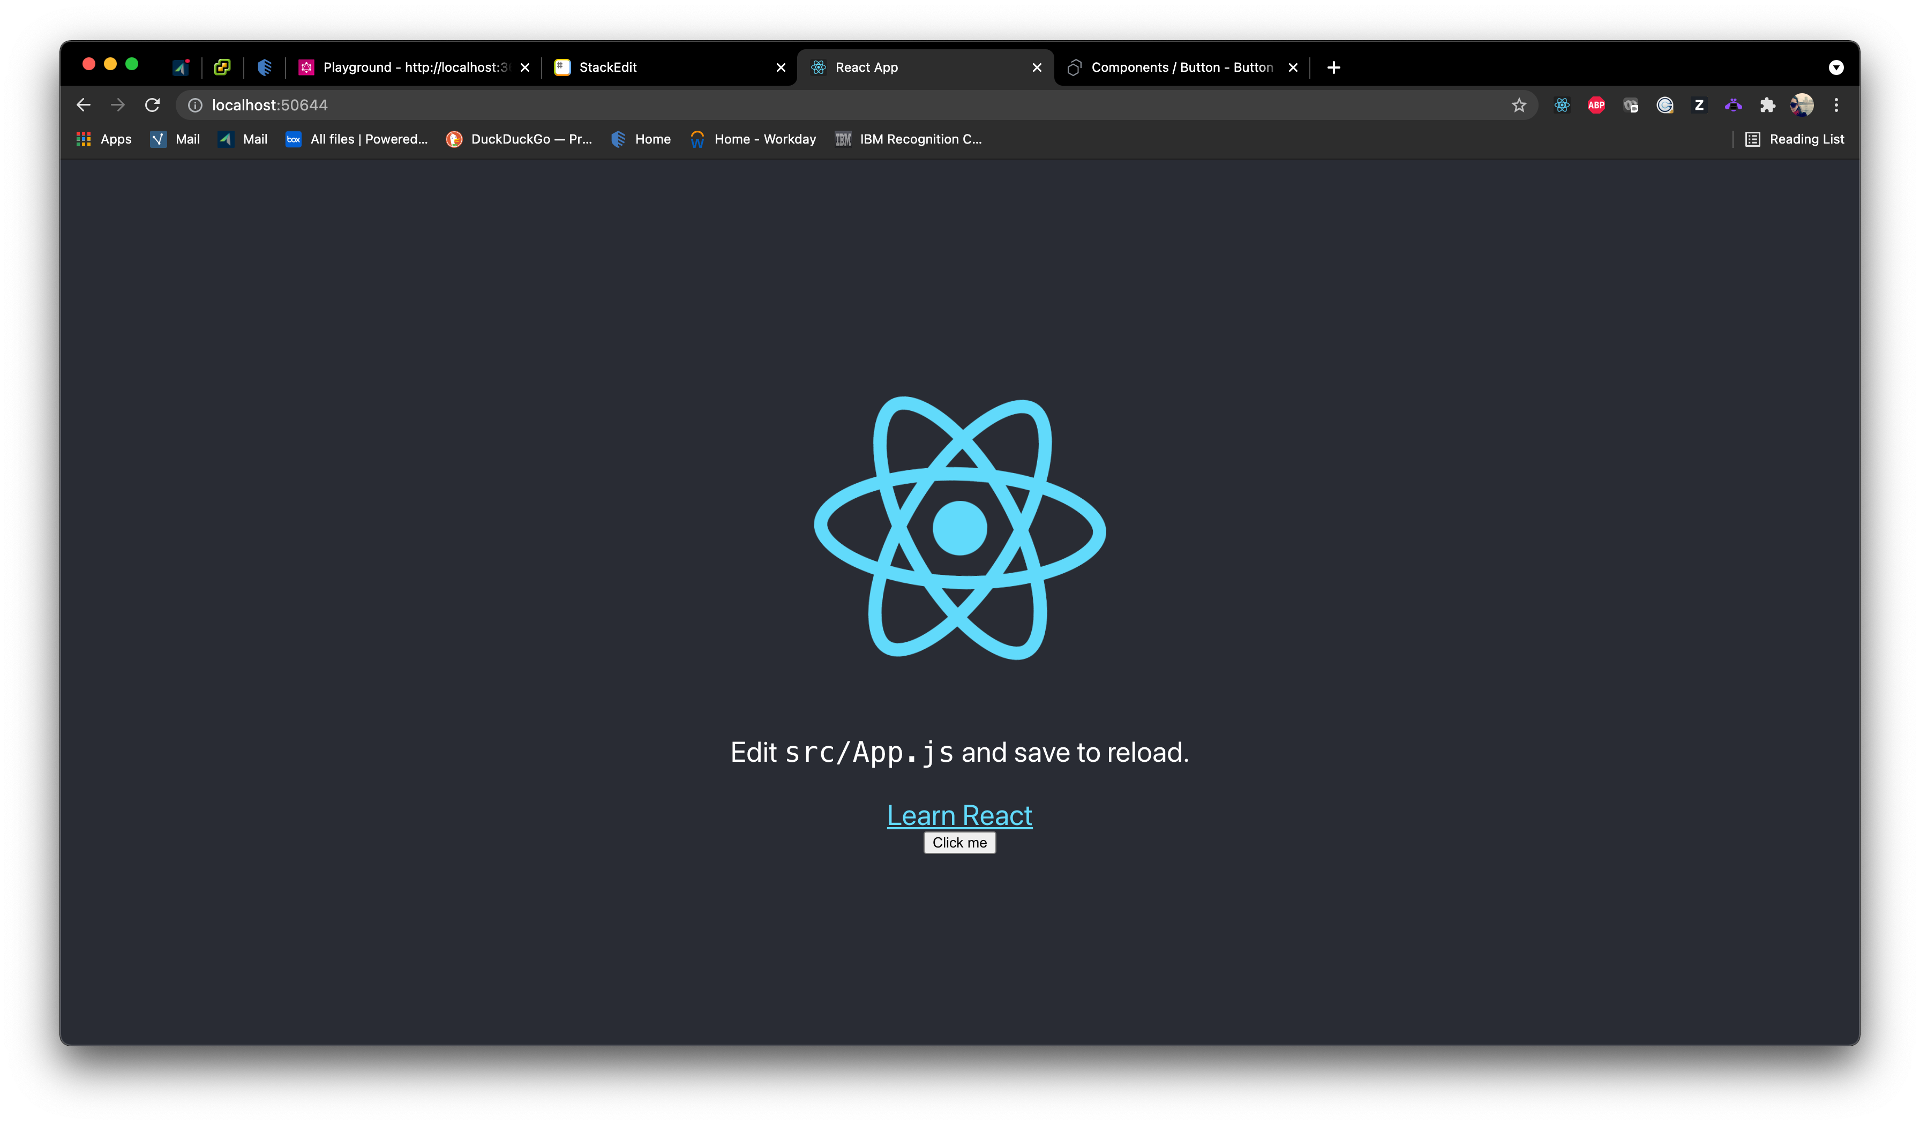 Playground - http://localhost:3
StackEdit
React App
Components / Button - Button
localhost:50644
ABP
Z
Apps
Mail
Mail
box
All files | Powered...
DuckDuckGo — Pr...
Home
Home - Workday
IBM
IBM Recognition C...
Reading List
Edit src/App.js and save to reload.
Learn React
Click me